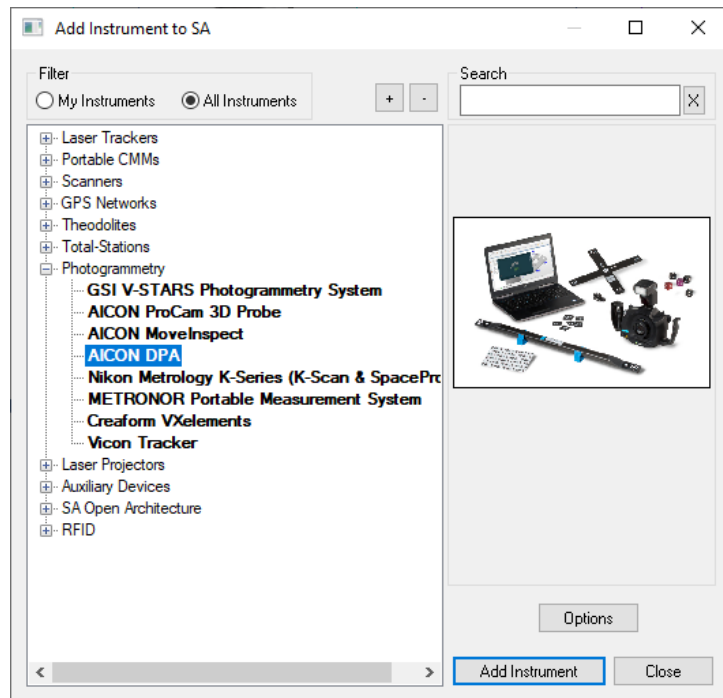 Add Instrument to SA
Filter
My Instruments
All Instruments
+
-
Search
X
Laser Trackers
Portable CMMs
Scanners
GPS Networks
Theodolites
Total-Stations
Photogrammetry
GSI V-STARS Photogrammetry System
AICON ProCam 3D Probe
AICON MoveInspect
AICON DPA
Nikon Metrology K-Series (K-Scan & SpacePro
METRONOR Portable Measurement System
Creaform VXelements
Vicon Tracker
Laser Projectors
Auxiliary Devices
SA Open Architecture
RFID
Options
Add Instrument
Close